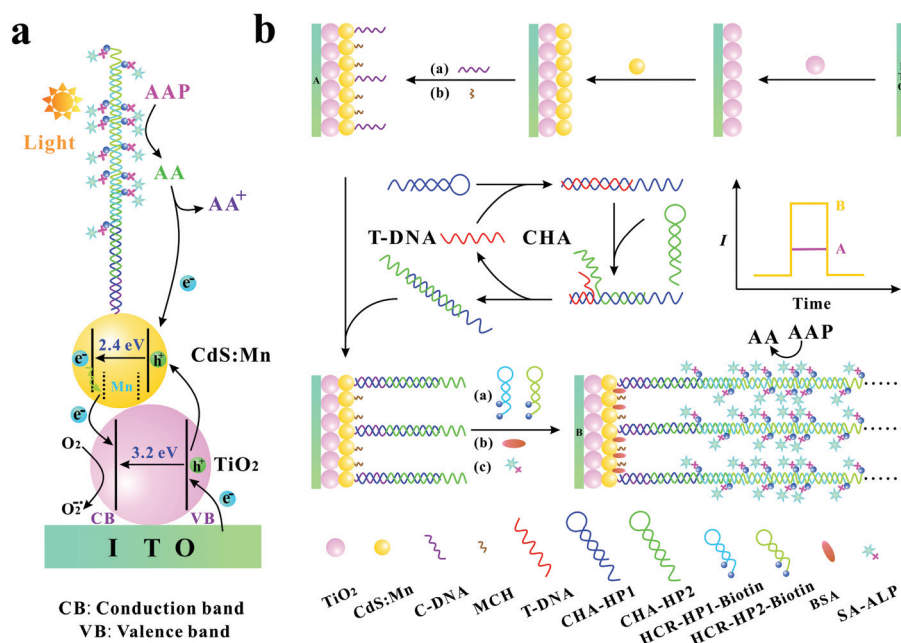 a
AAP
Light
AA
AA+
e-
2.4 eV
e-
h+
CdS:Mn
Mn
e-
O2
3.2 eV
h+
TiO2
O2-·
e-
CB
VB
I T O
CB: Conduction band
VB: Valence band
b
A
(a)
(b)
T-DNA
CHA
I
B
A
Time
AA
AAP
(a)
(b)
(c)
B
TiO2
CdS:Mn
C-DNA
MCH
T-DNA
CHA-HP1
CHA-HP2
HCR-HP1-Biotin
HCR-HP2-Biotin
BSA
SA-ALP